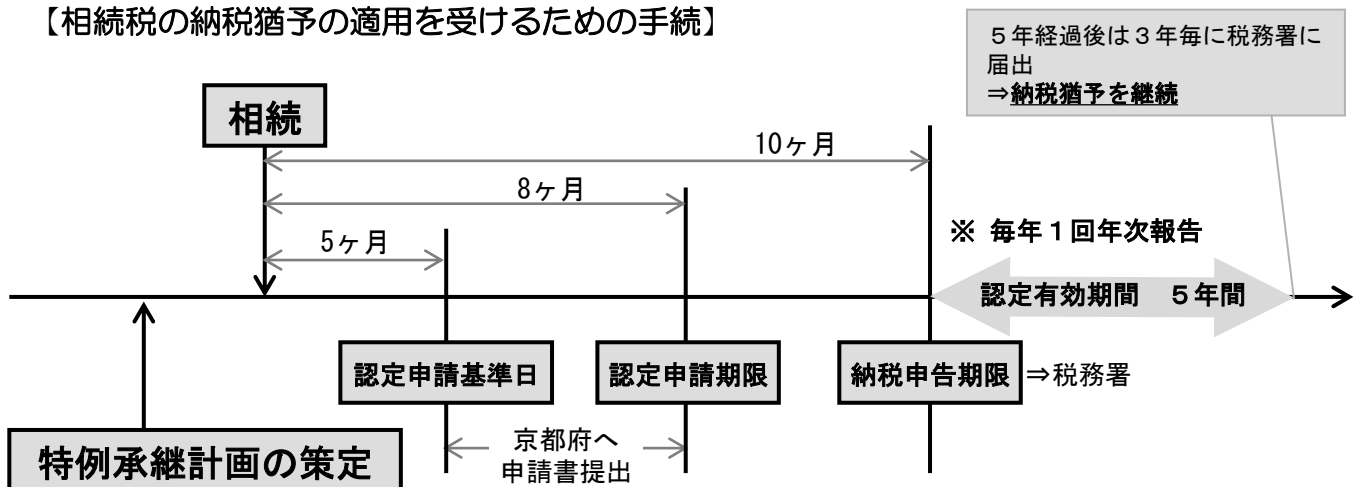 【相続税の納税猶予の適用を受けるための手続】
５年経過後は３年毎に税務署に
届出
⇒納税猶予を継続
相続
10ヶ月
8ヶ月
5ヶ月
※ 毎年１回年次報告
認定有効期間　５年間
認定申請基準日
認定申請期限
納税申告期限
⇒税務署
特例承継計画の策定
京都府へ
申請書提出